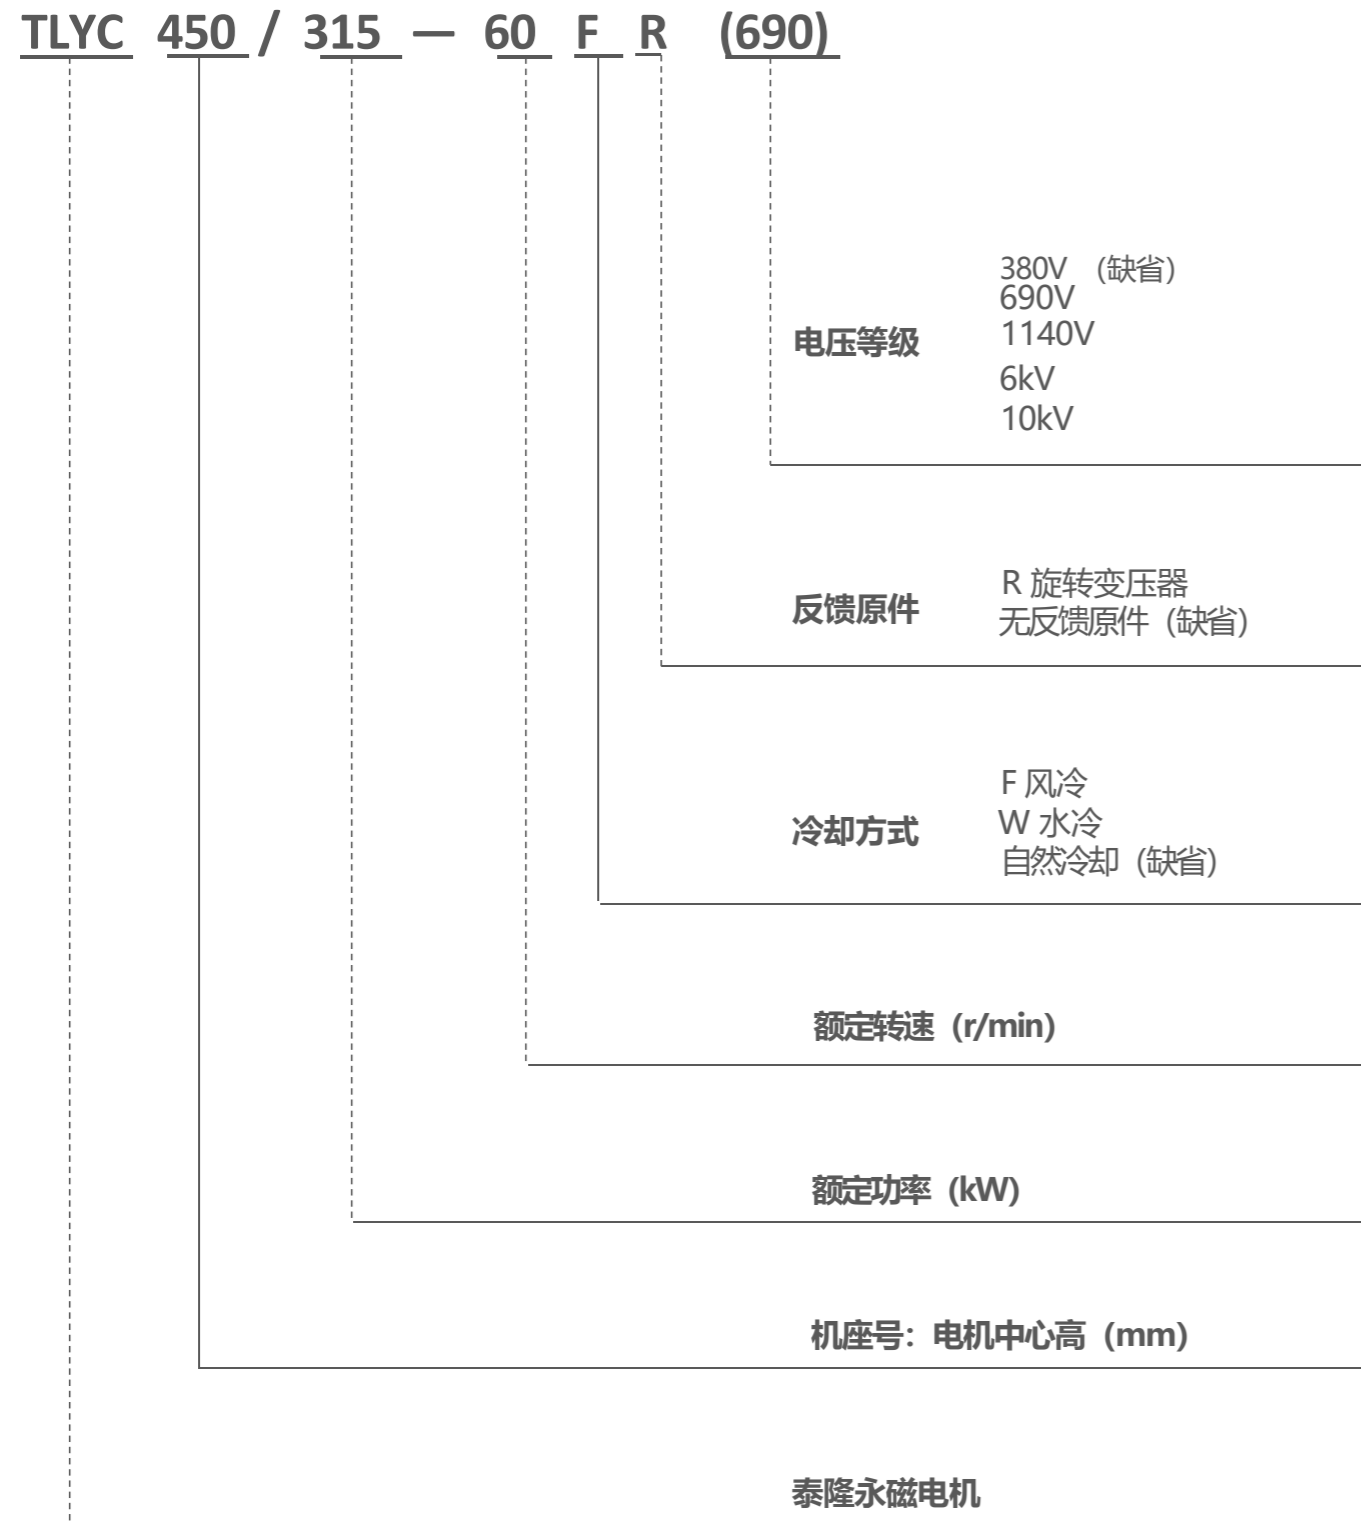 TLYC 450 / 315 — 60 F R (690)
380V （缺省）
690V
电压等级
1140V
6kV
10kV
R 旋转变压器
反馈原件
无反馈原件（缺省）
F 风冷
冷却方式
W 水冷
自然冷却（缺省）
额定转速（r/min）
额定功率（kW）
机座号：电机中心高（mm）
泰隆永磁电机